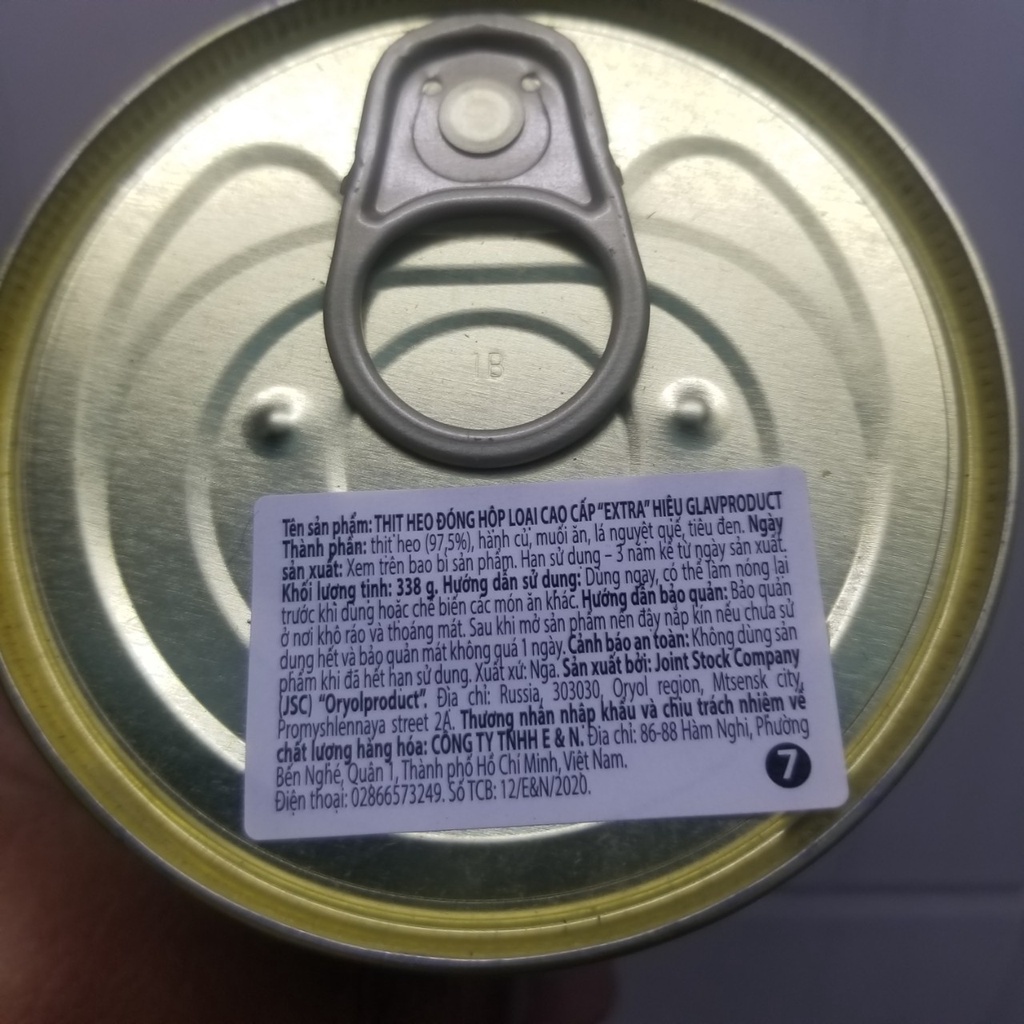 1B
Tên sản phẩm: THỊT HEO ĐÓNG HỘP LOẠI CAO CẤP "EXTRA" HIỆU GLAVPRODUCT
Thành phần: thịt heo (97,5%), hành củ, muối ăn, lá nguyệt quế, tiêu đen. Ngày
sản xuất: Xem trên bao bì sản phẩm. Hạn sử dụng – 3 năm kể từ ngày sản xuất.
Khối lượng tịnh: 338 g. Hướng dẫn sử dụng: Dùng ngay, có thể làm nóng lại
trước khi dùng hoặc chế biến các món ăn khác. Hướng dẫn bảo quản: Bảo quản
ở nơi khô ráo và thoáng mát. Sau khi mở sản phẩm nên đậy nắp kín nếu chưa sử
dụng hết và bảo quản mát không quá 1 ngày. Cảnh báo an toàn: Không dùng sản
phẩm khi đã hết hạn sử dụng. Xuất xứ: Nga. Sản xuất bởi: Joint Stock Company
(JSC) "Oryolproduct". Địa chỉ: Russia, 303030, Oryol region, Mtsensk city,
Promyshlennaya street 2A. Thương nhân nhập khẩu và chịu trách nhiệm về
chất lượng hàng hóa: CÔNG TY TNHH E & N. Địa chỉ: 86-88 Hàm Nghi, Phường
Bến Nghé, Quận 1, Thành phố Hồ Chí Minh, Việt Nam.
Điện thoại: 02866573249. Số TCB: 12/E&N/2020.
7